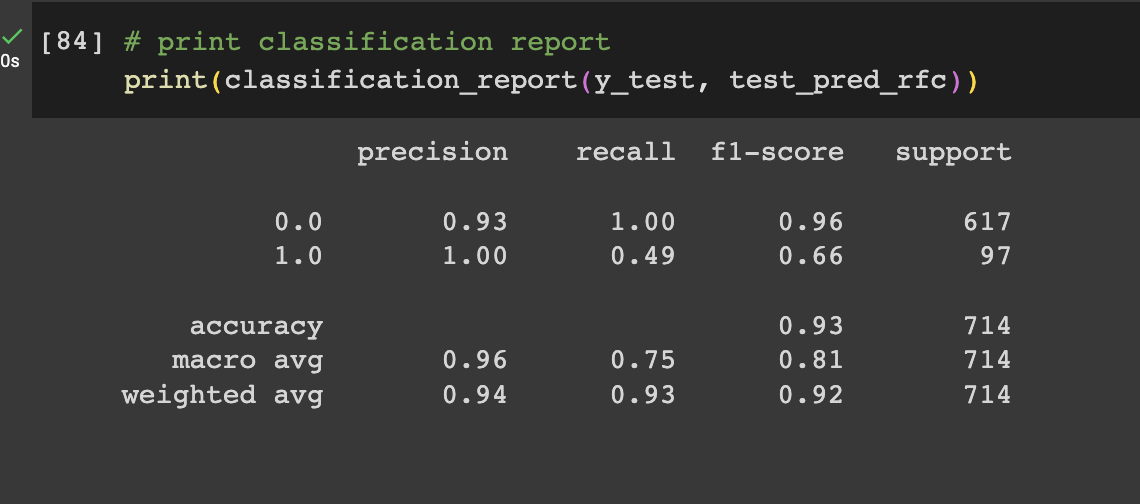 [84] # print classification report
0s print(classification_report(y_test, test_pred_rfc))
precision recall f1-score support
0.0 0.93 1.00 0.96 617
1.0 1.00 0.49 0.66 97
accuracy 0.93 714
macro avg 0.96 0.75 0.81 714
weighted avg 0.94 0.93 0.92 714